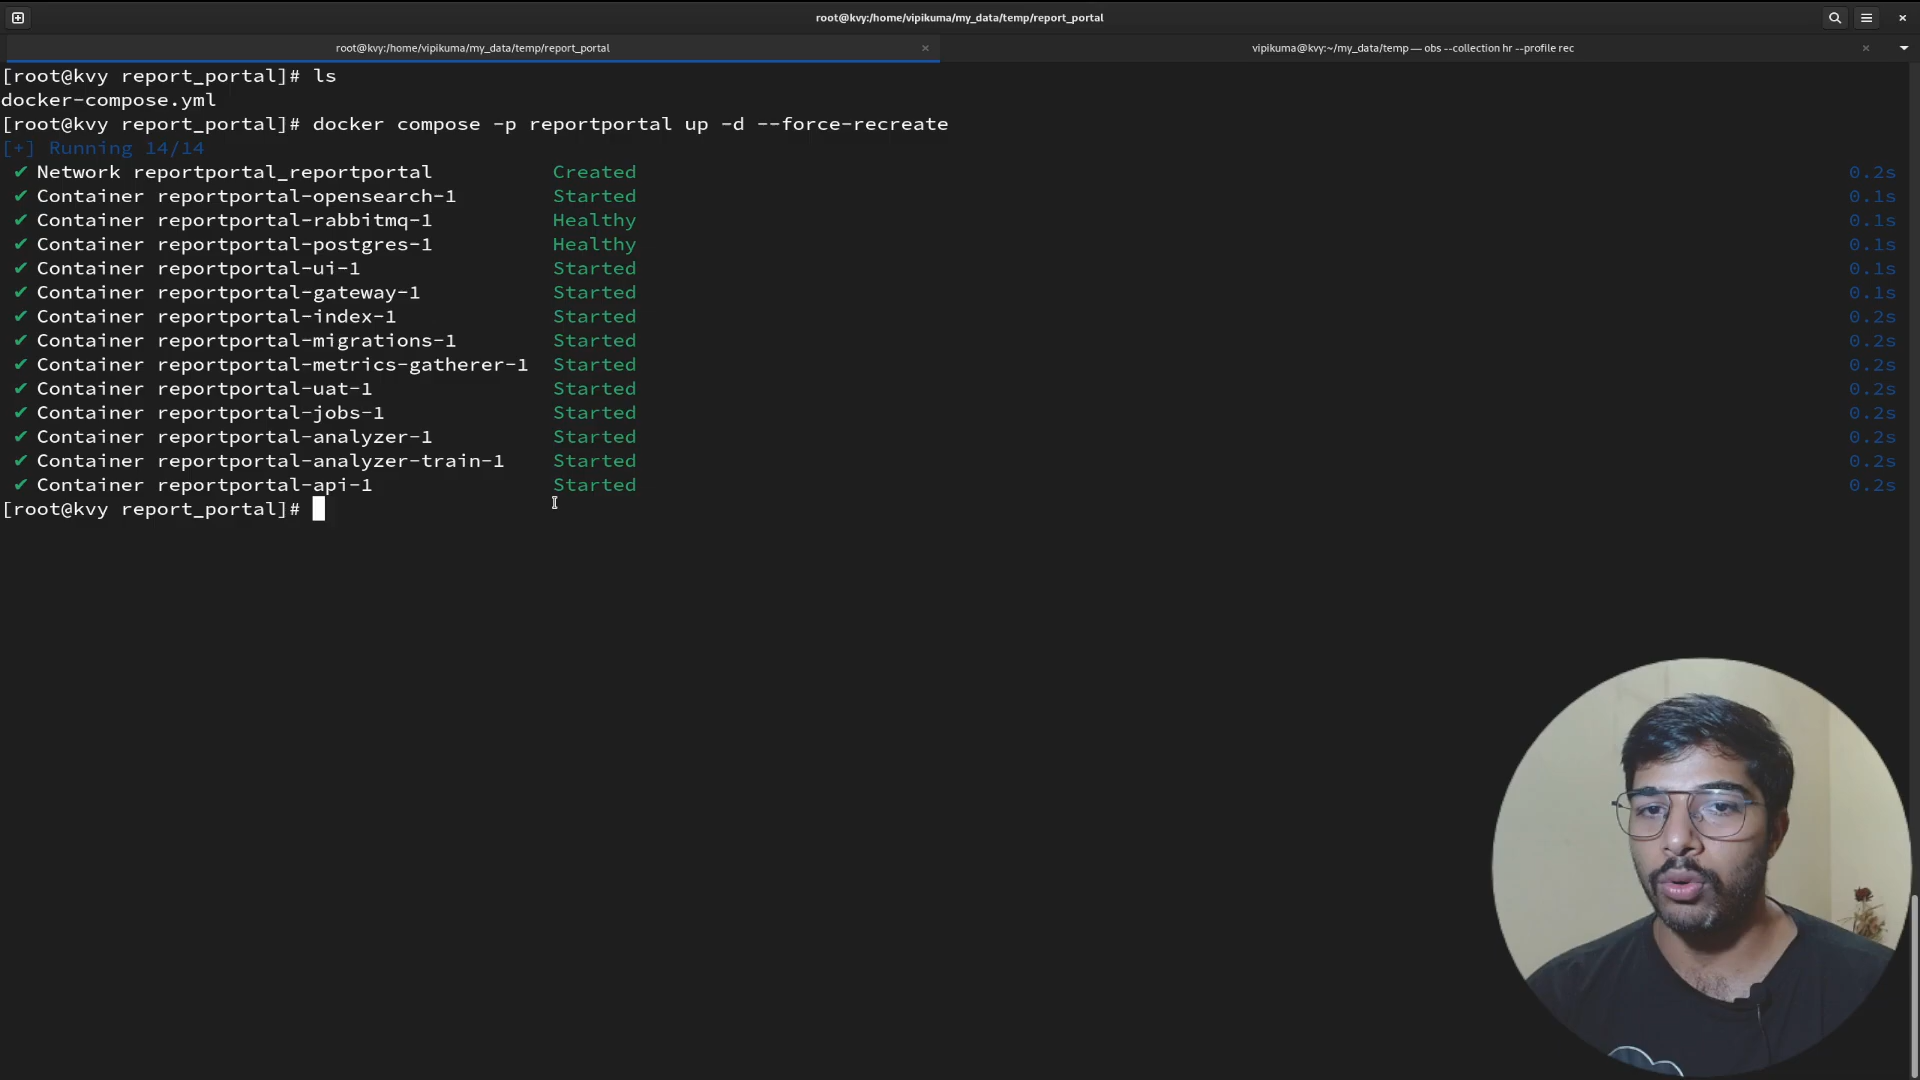 root@kvy:/home/vipikuma/my_data/temp/report_portal
root@kvy:/home/vipikuma/my_data/temp/report_portal
vipikuma@kvy:~/my_data/temp — obs --collection hr --profile rec
[root@kvy report_portal]# ls
docker-compose.yml
[root@kvy report_portal]# docker compose -p reportportal up -d --force-recreate
[+] Running 14/14
✔ Network reportportal_reportportal Created 0.2s
✔ Container reportportal-opensearch-1 Started 0.1s
✔ Container reportportal-rabbitmq-1 Healthy 0.1s
✔ Container reportportal-postgres-1 Healthy 0.1s
✔ Container reportportal-ui-1 Started 0.1s
✔ Container reportportal-gateway-1 Started 0.1s
✔ Container reportportal-index-1 Started 0.2s
✔ Container reportportal-migrations-1 Started 0.2s
✔ Container reportportal-metrics-gatherer-1 Started 0.2s
✔ Container reportportal-uat-1 Started 0.2s
✔ Container reportportal-jobs-1 Started 0.2s
✔ Container reportportal-analyzer-1 Started 0.2s
✔ Container reportportal-analyzer-train-1 Started 0.2s
✔ Container reportportal-api-1 Started 0.2s
[root@kvy report_portal]#